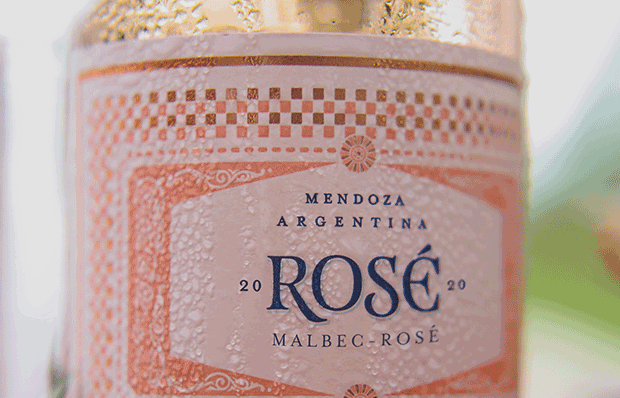 MENDOZA
ARGENTINA
20 ROSÉ 20
MALBEC-ROSÉ